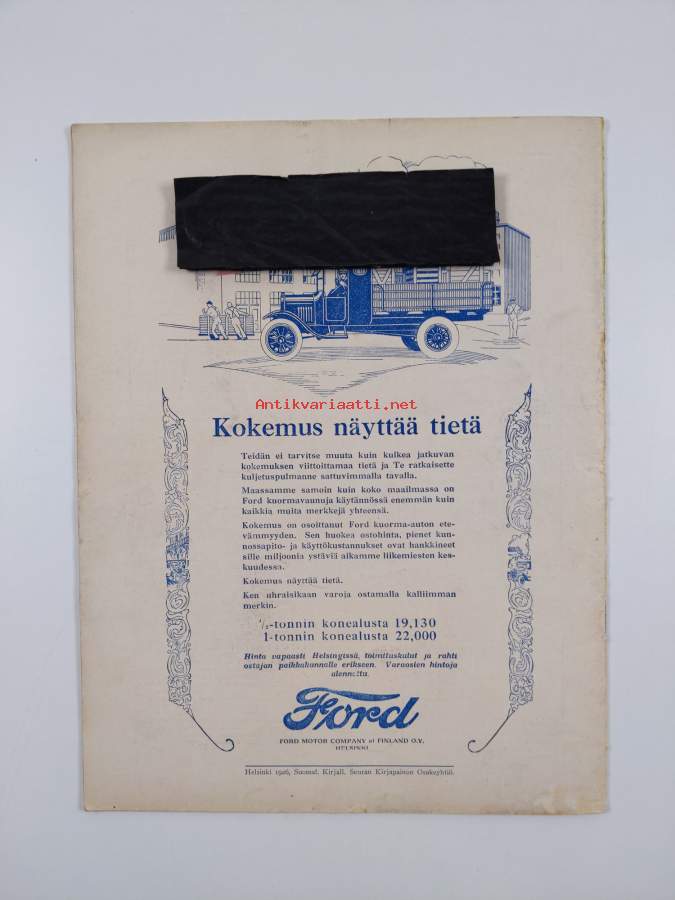 Antikvariaatti.net
Kokemus näyttää tietä
Teidän ei tarvitse muuta kuin kulkea jatkuvan
kokemuksen viittoittamaa tietä ja Te ratkaisette
kuljetuspulmanne sattuvimmalla tavalla.
Maassamme samoin kuin koko maailmassa on
Ford kuormavaunuja käytännössä enemmän kuin
kaikkia muita merkkejä yhteensä.
Kokemus on osoittanut Ford kuorma-auton ete-
vämmyyden. Sen huokea ostohinta, pienet kun-
nossapito- ja käyttökustannukset ovat hankkineet
sille miljoonia ystäviä aikamme liikemiesten kes-
kuudessa.
Kokemus näyttää tietä.
Ken uhraisikaan varoja ostamalla kalliimman
merkin.
½-tonnin konealusta 19,130
1-tonnin konealusta 22,000
Hinta vapaasti Helsingissä, toimituskulut ja rahti
ostajan paikkakunnalle erikseen. Varaosien hintoja
alennettu.
Ford
FORD MOTOR COMPANY of FINLAND O.Y.
HELSINKI
Helsinki 1926, Suomal. Kirjall. Seuran Kirjapainon Osakeyhtiö.